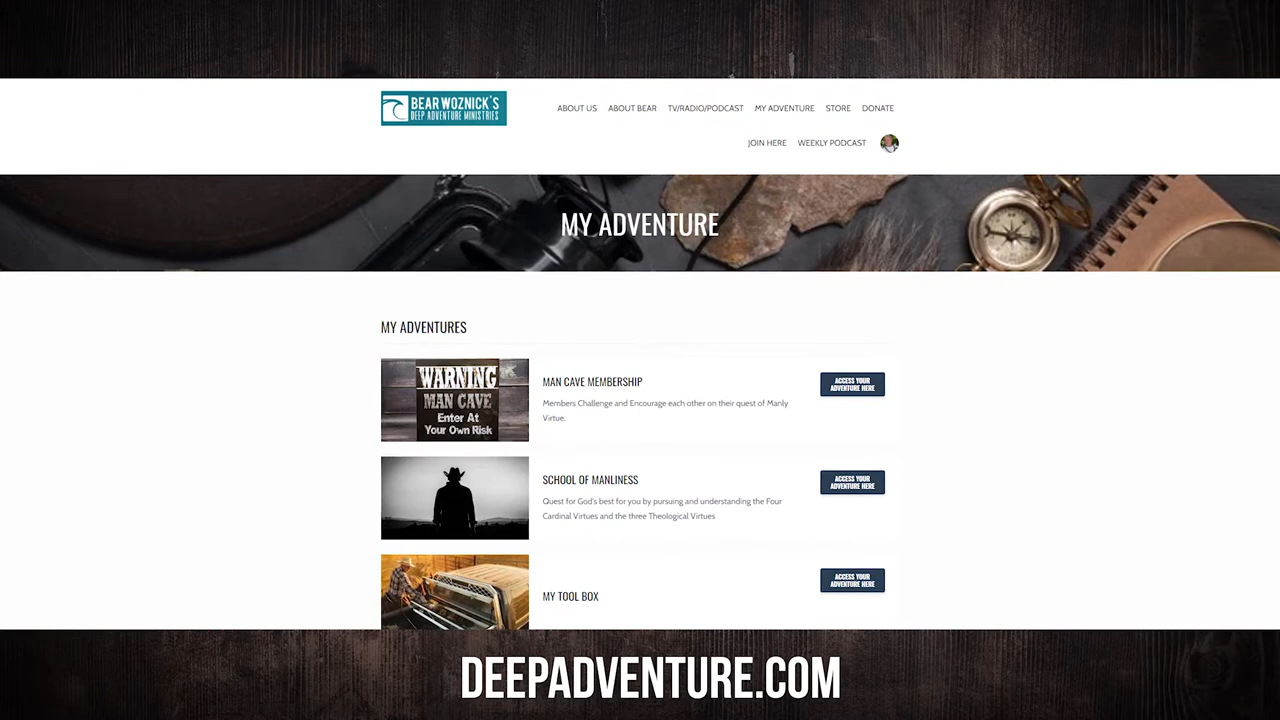 BEAR WOZNICK'S
DEEP ADVENTURE MINISTRIES
ABOUT US ABOUT BEAR TV/RADIO/PODCAST MY ADVENTURE STORE DONATE
JOIN HERE WEEKLY PODCAST
MY ADVENTURE
MY ADVENTURES
WARNING
MAN CAVE
Enter At
Your Own Risk
MAN CAVE MEMBERSHIP
Members Challenge and Encourage each other on their quest of Manly
Virtue.
ACCESS YOUR
ADVENTURE HERE
SCHOOL OF MANLINESS
Quest for God's best for you by pursuing and understanding the Four
Cardinal Virtues and the three Theological Virtues
ACCESS YOUR
ADVENTURE HERE
MY TOOL BOX
ACCESS YOUR
ADVENTURE HERE
DEEPADVENTURE.COM